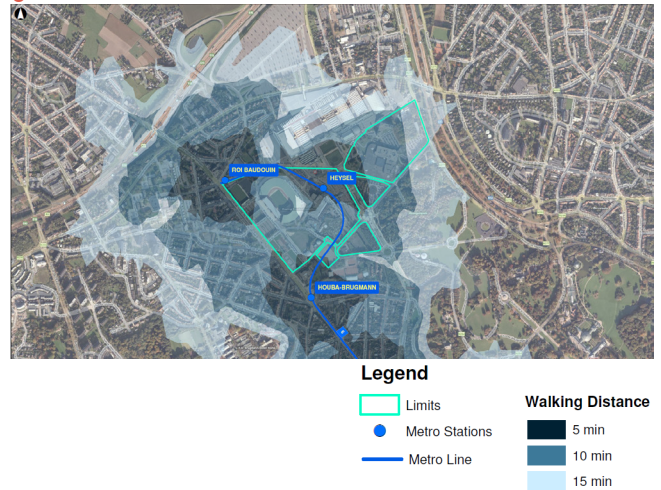 ROI BAUDOUIN
HEYSEL
HOUBA-BRUGMANN
6
Legend
Limits
Metro Stations
Metro Line
Walking Distance
5 min
10 min
15 min